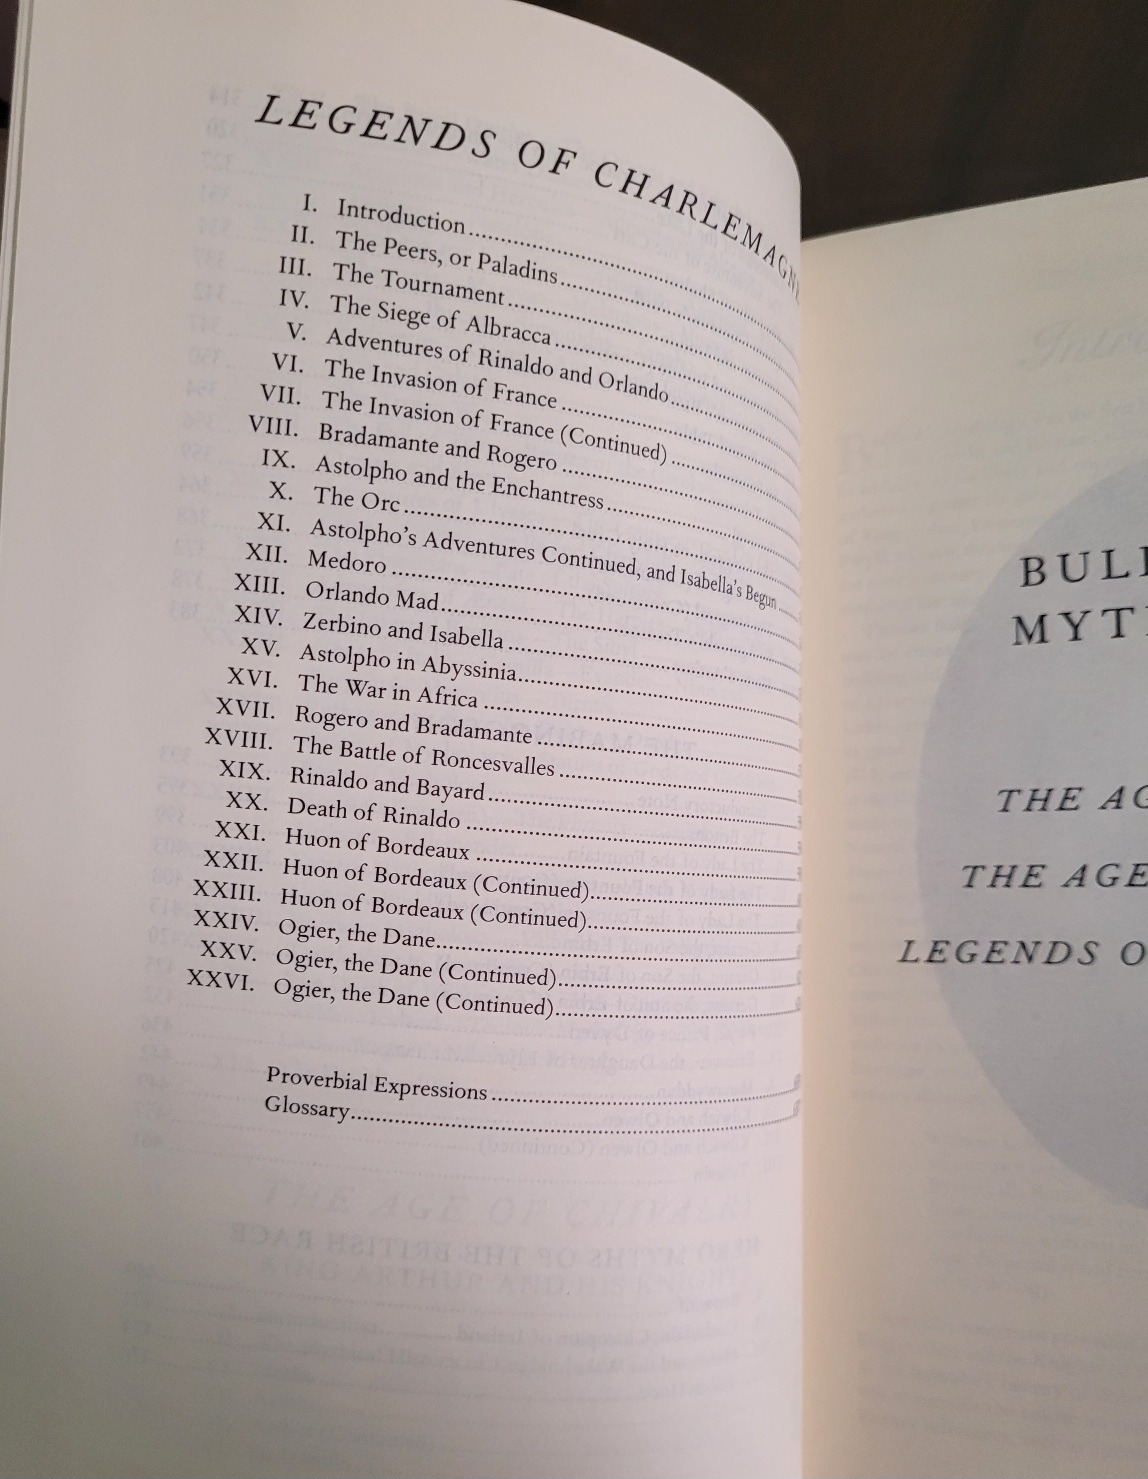 LEGENDS OF CHARLEMAGN
I. Introduction
II. The Peers, or Paladins
III. The Tournament
IV. The Siege of Albracca
V. Adventures of Rinaldo and Orlando
VI. The Invasion of France
VII. The Invasion of France (Continued)
VIII. Bradamante and Rogero
IX. Astolpho and the Enchantress
X. The Orc
XI. Astolpho's Adventures Continued, and Isabella's Begun
XII. Medoro
XIII. Orlando Mad
XIV. Zerbino and Isabella
XV. Astolpho in Abyssinia
XVI. The War in Africa
XVII. Rogero and Bradamante
XVIII. The Battle of Roncesvalles
XIX. Rinaldo and Bayard
XX. Death of Rinaldo
XXI. Huon of Bordeaux
XXII. Huon of Bordeaux (Continued)
XXIII. Huon of Bordeaux (Continued)
XXIV. Ogier, the Dane
XXV. Ogier, the Dane (Continued)
XXVI. Ogier, the Dane (Continued)
Proverbial Expressions
Glossary
BUL
MYT
THE AG
THE AGE
LEGENDS O